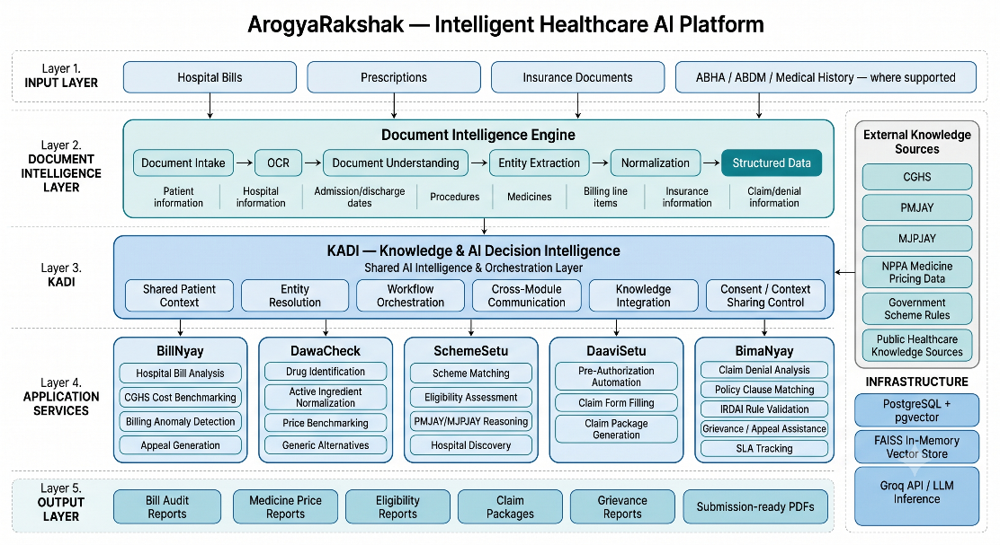 ArogyaRakshak — Intelligent Healthcare AI Platform
Layer 1.
INPUT LAYER
Hospital Bills
Prescriptions
Insurance Documents
ABHA / ABDM / Medical History — where supported
Layer 2.
DOCUMENT
INTELLIGENCE
LAYER
Document Intelligence Engine
Document Intake
OCR
Document Understanding
Entity Extraction
Normalization
Structured Data
Patient
information
Hospital
information
Admission/discharge
dates
Procedures
Medicines
Billing line
items
Insurance
information
Claim/denial
information
Layer 3.
KADI
KADI — Knowledge & AI Decision Intelligence
Shared AI Intelligence & Orchestration Layer
Shared Patient
Context
Entity
Resolution
Workflow
Orchestration
Cross-Module
Communication
Knowledge
Integration
Consent / Context
Sharing Control
Layer 4.
APPLICATION
SERVICES
BillNyay
Hospital Bill Analysis
CGHS Cost Benchmarking
Billing Anomaly Detection
Appeal Generation
DawaCheck
Drug Identification
Active Ingredient
Normalization
Price Benchmarking
Generic Alternatives
SchemeSetu
Scheme Matching
Eligibility Assessment
PMJAY/MJPJAY Reasoning
Hospital Discovery
DaaviSetu
Pre-Authorization
Automation
Claim Form Filling
Claim Package
Generation
BimaNyay
Claim Denial Analysis
Policy Clause Matching
IRDAI Rule Validation
Grievance / Appeal Assistance
SLA Tracking
Layer 5.
OUTPUT
LAYER
Bill Audit
Reports
Medicine Price
Reports
Eligibility
Reports
Claim
Packages
Grievance
Reports
Submission-ready PDFs
External Knowledge
Sources
CGHS
PMJAY
MJPJAY
NPPA Medicine
Pricing Data
Government
Scheme Rules
Public Healthcare
Knowledge Sources
INFRASTRUCTURE
PostgreSQL +
pgvector
FAISS In-Memory
Vector Store
Groq API / LLM
Inference